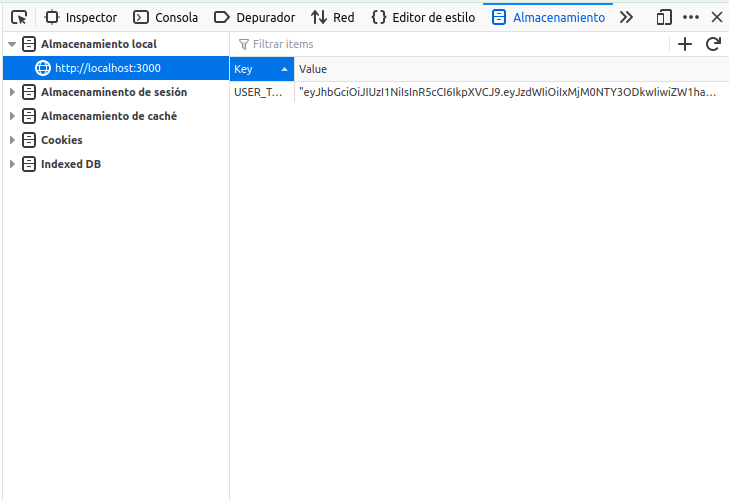 Inspector Consola Depurador Red Editor de estilo Almacenamiento
Almacenamiento local
http://localhost:3000
Almacenaminento de sesión
Almacenamiento de caché
Cookies
Indexed DB
Filtrar ítems
Key Value
USER_T... "eyJhbGciOiJIUzI1NiIsInR5cCI6IkpXVCJ9.eyJzdWIiOiIxMjM0NTY3ODkwIiwiZW1ha...